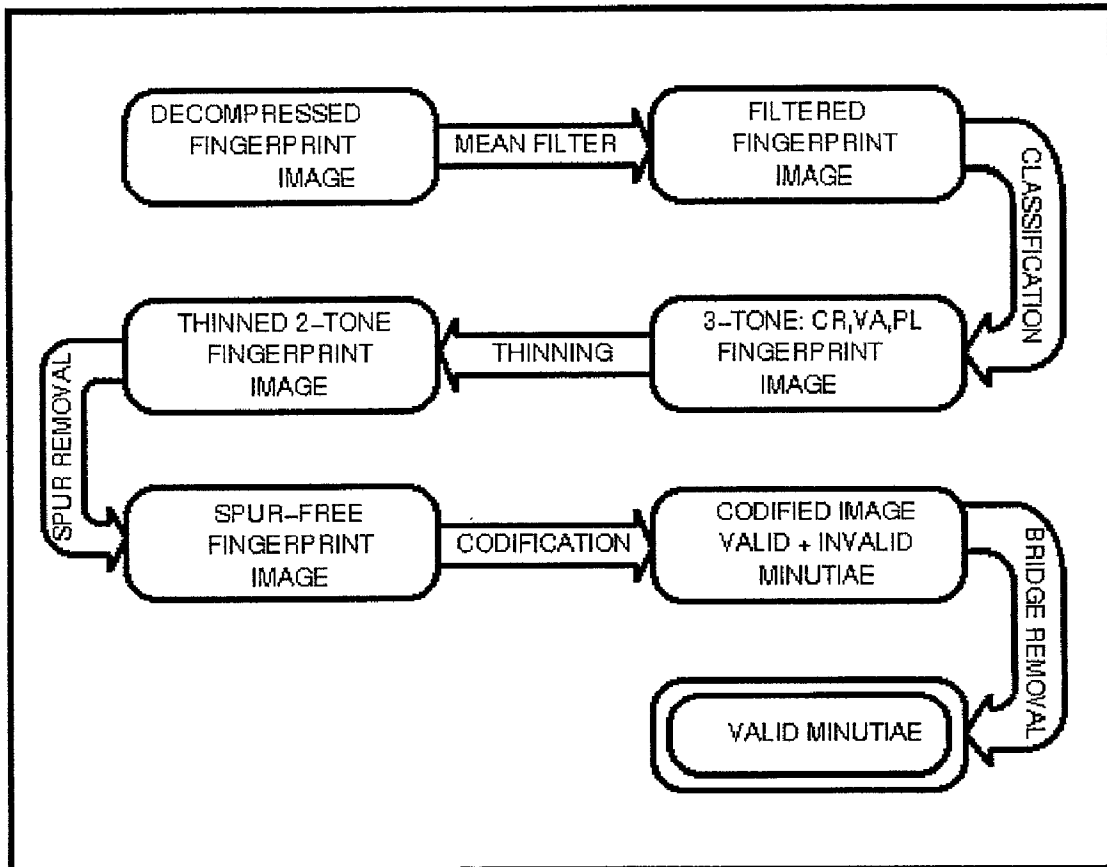 DECOMPRESSED
FINGERPRINT
IMAGE
MEAN FILTER
FILTERED
FINGERPRINT
IMAGE
CLASSIFICATION
3-TONE: CR,VA,PL
FINGERPRINT
IMAGE
THINNING
THINNED 2-TONE
FINGERPRINT
IMAGE
SPUR REMOVAL
SPUR-FREE
FINGERPRINT
IMAGE
CODIFICATION
CODIFIED IMAGE
VALID + INVALID
MINUTIAE
BRIDGE REMOVAL
VALID MINUTIAE